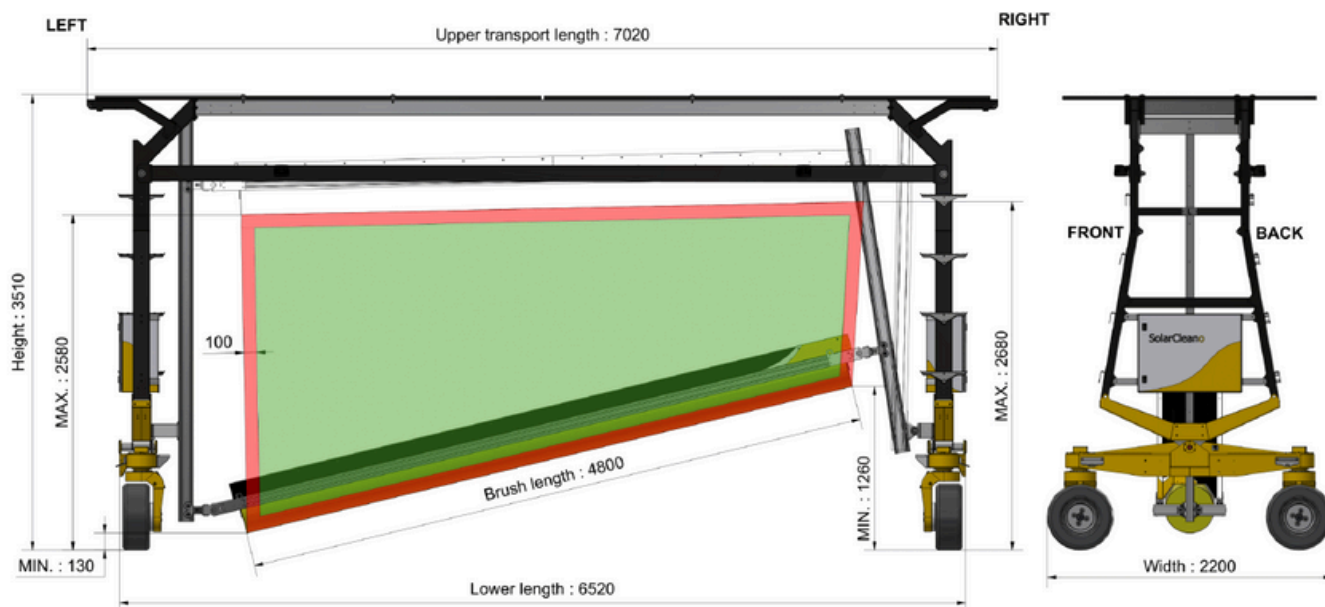 LEFT
RIGHT
Upper transport length : 7020
Height : 3510
MAX. : 2580
100
MIN. : 130
Brush length : 4800
MIN. : 1260
MAX. : 2680
Lower length : 6520
FRONT
BACK
SolarCleano
Width : 2200